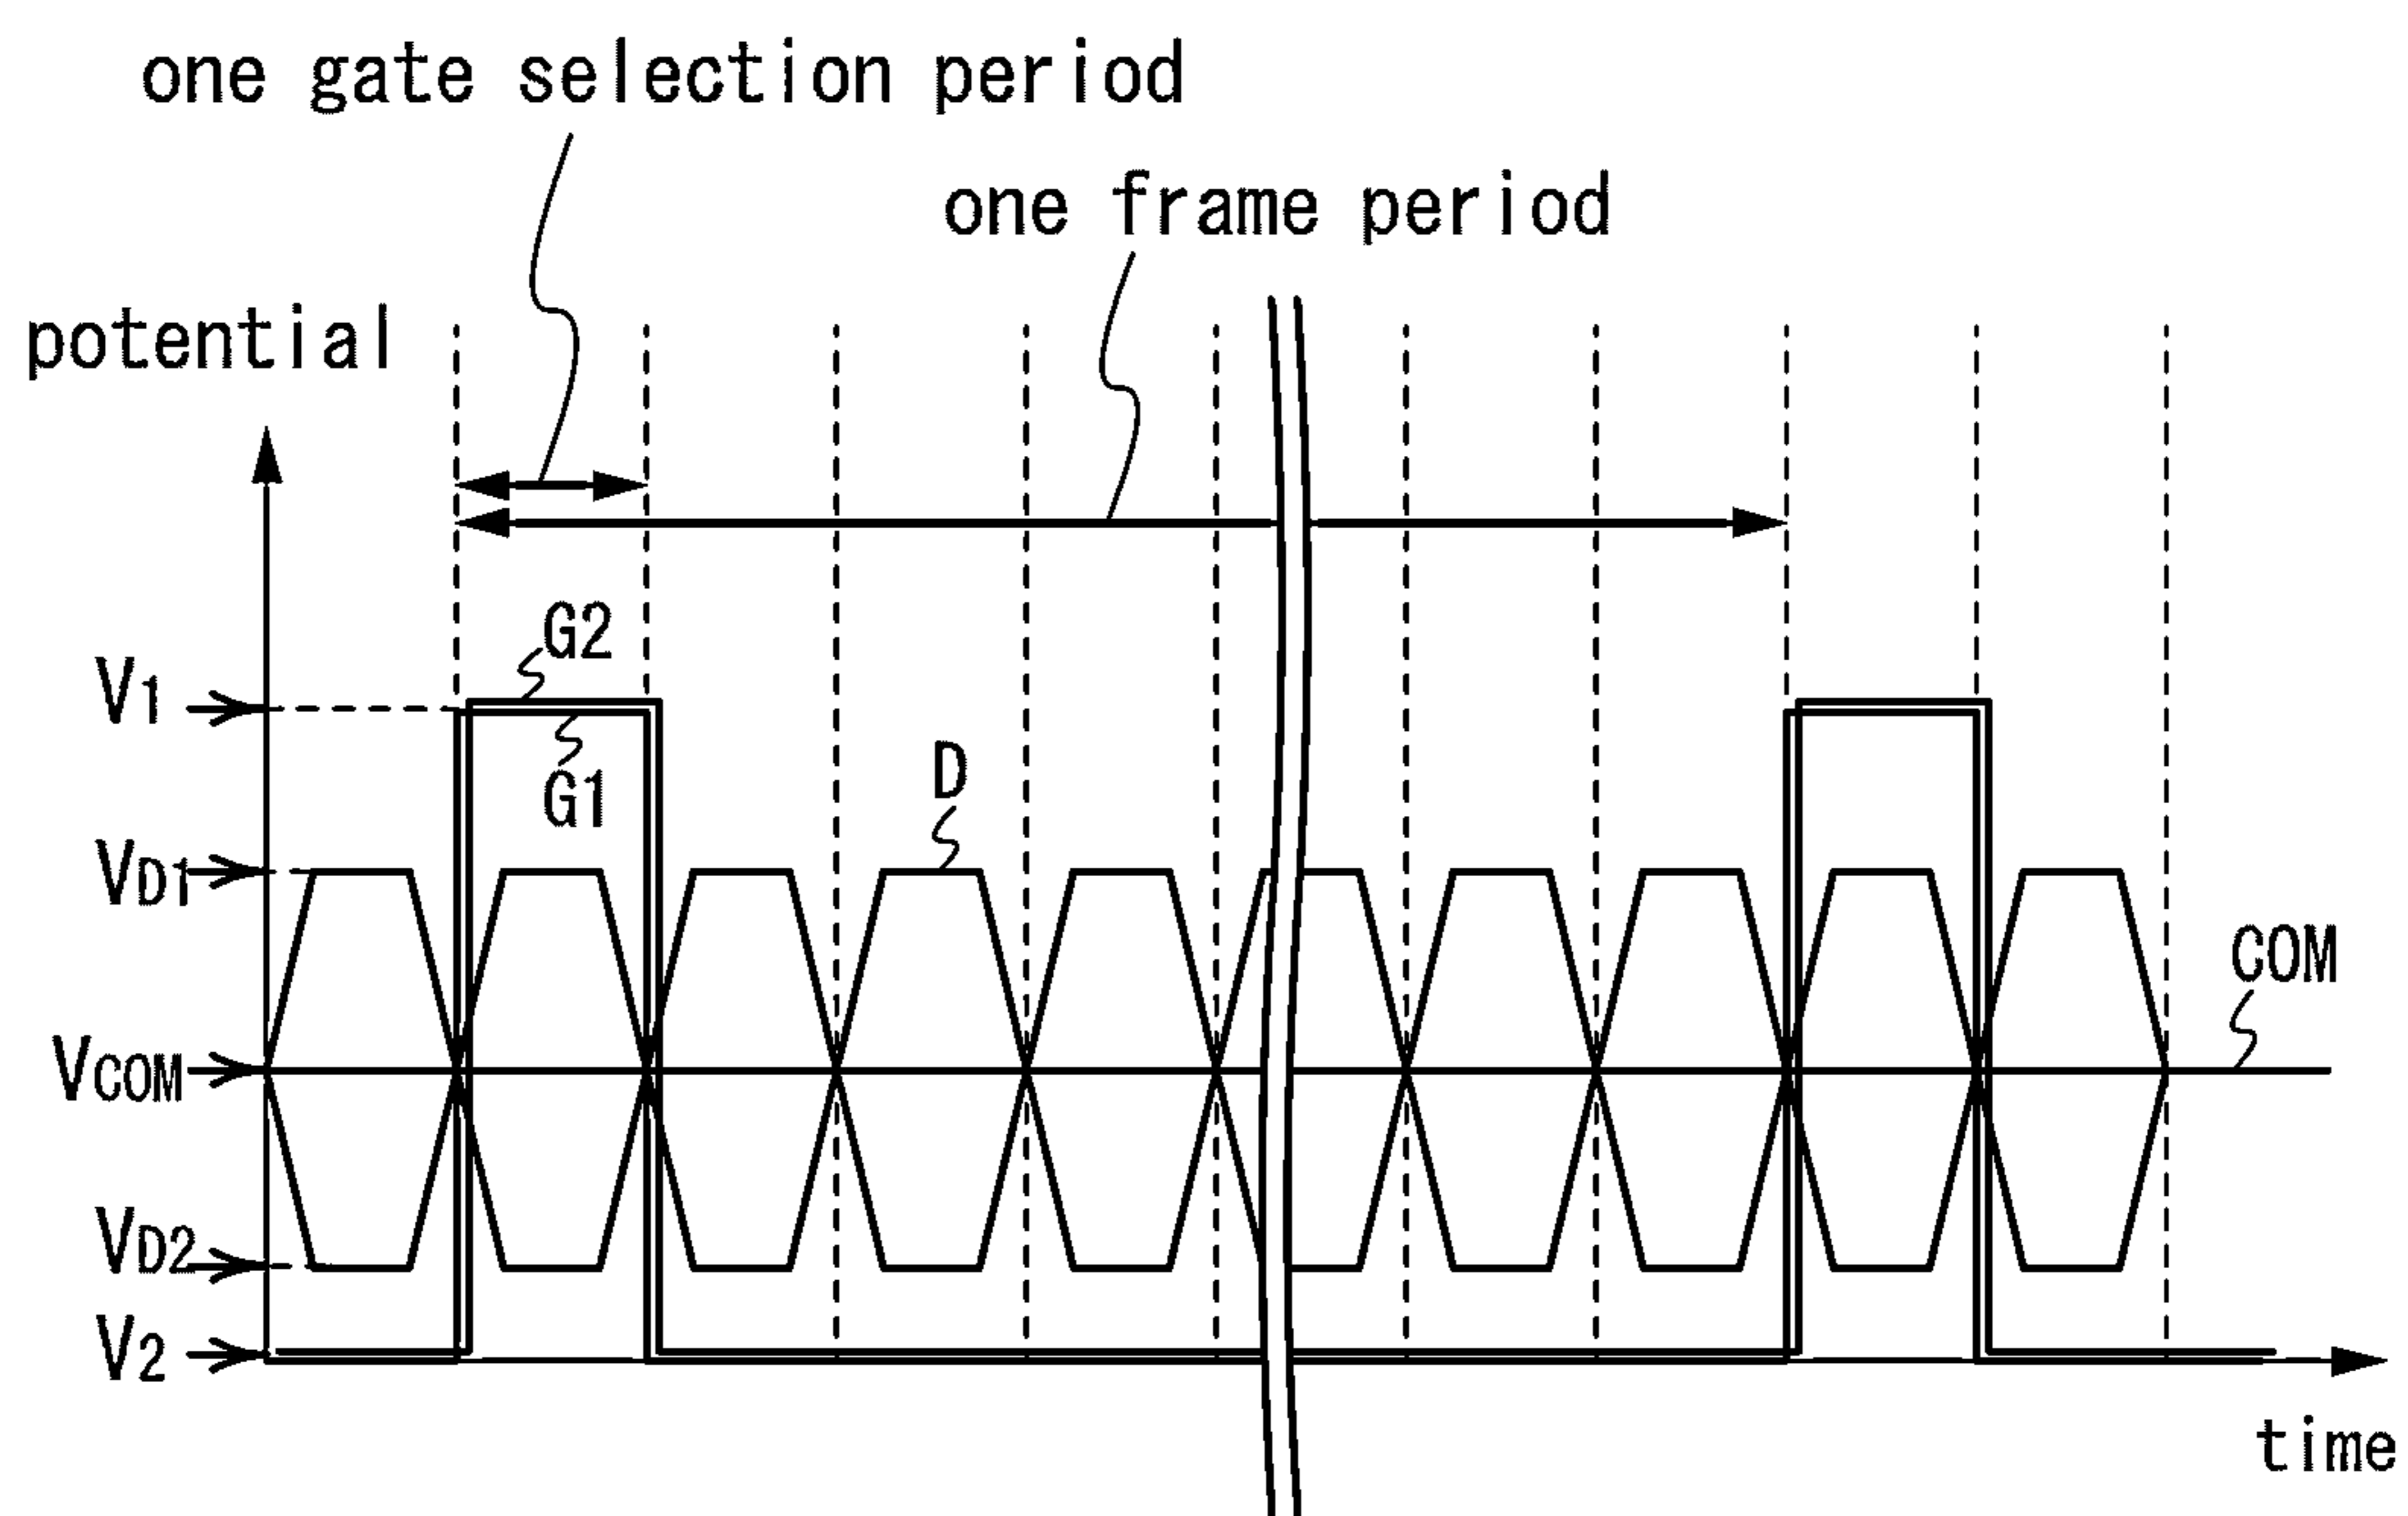 one gate selection period
one frame period
potential
G2
V1
G1
D
VD1
COM
VCOM
VD2
V2
time